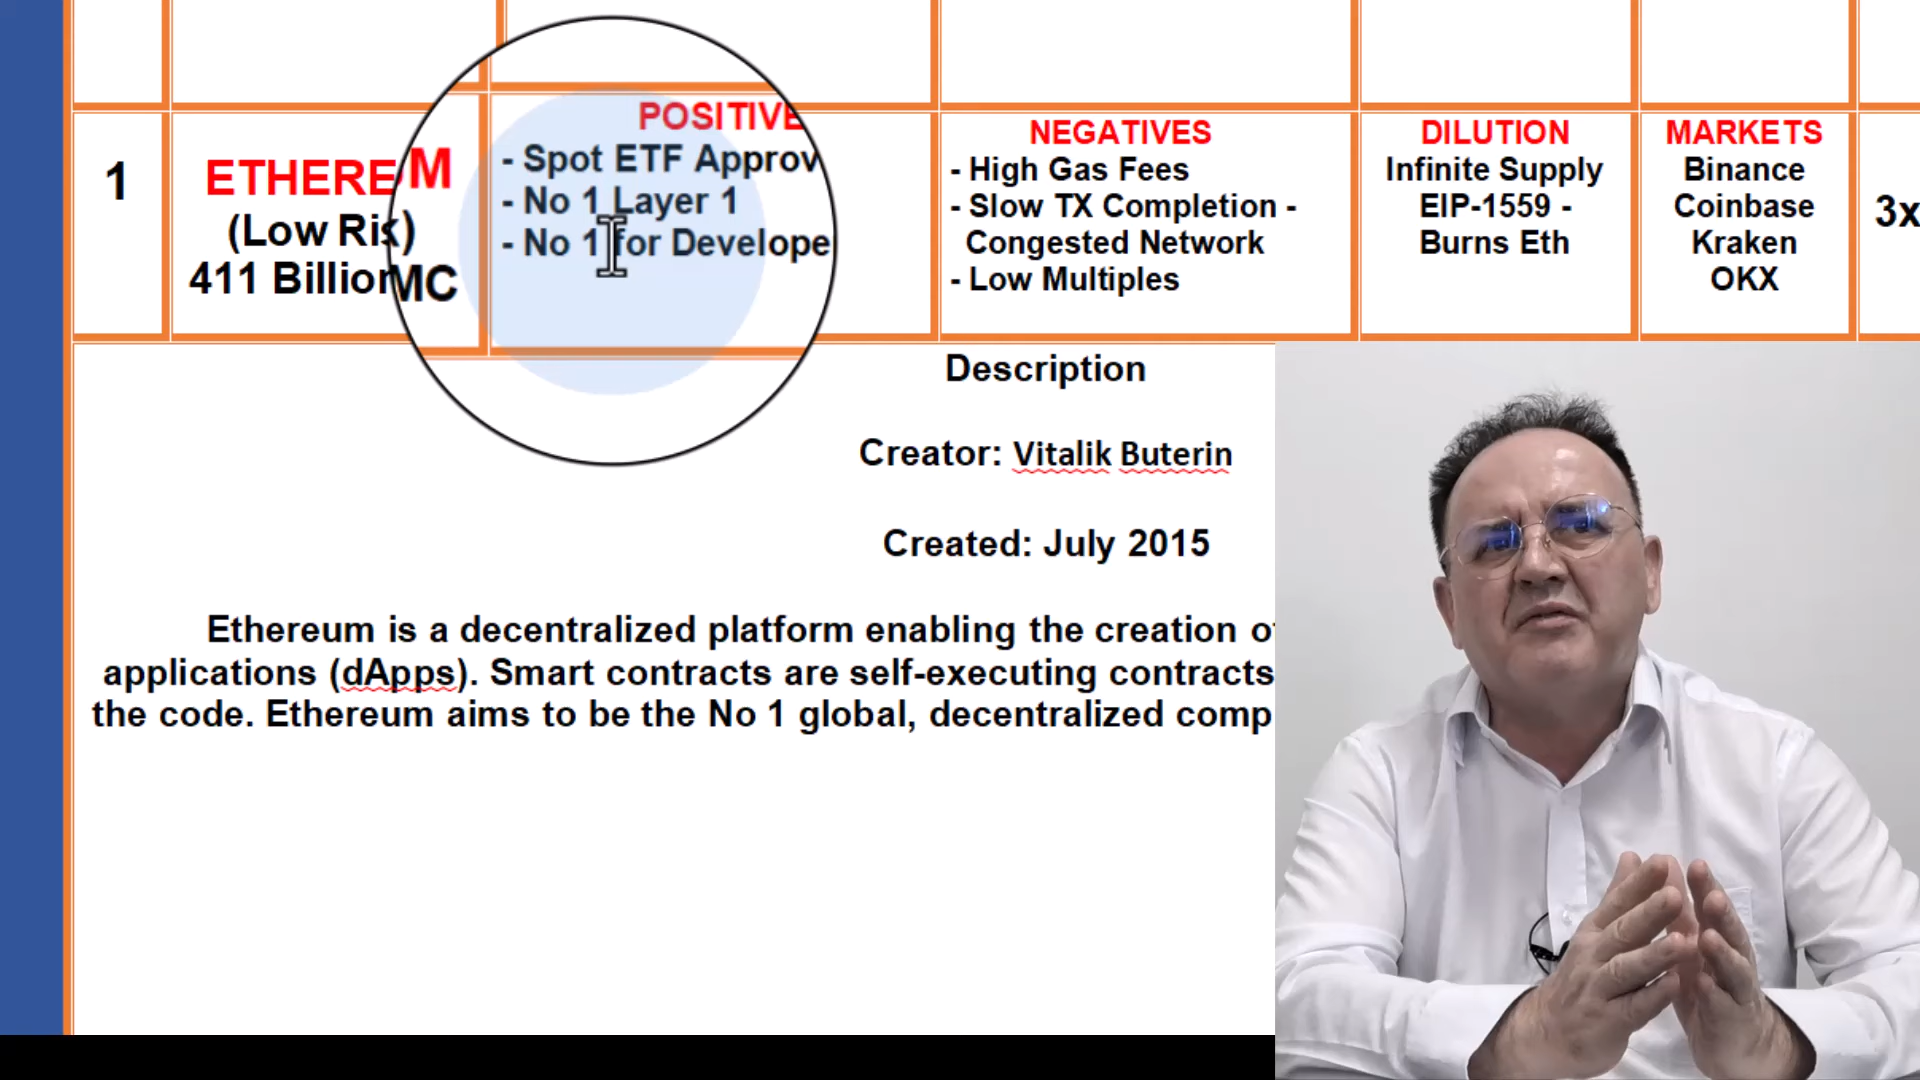 1
ETHERE M
(Low Ris)
411 Billion MC
POSITIVE
- Spot ETF Approv
- No 1 Layer 1
- No 1 for Develope
NEGATIVES
- High Gas Fees
- Slow TX Completion -
Congested Network
- Low Multiples
DILUTION
Infinite Supply
EIP-1559 -
Burns Eth
MARKETS
Binance
Coinbase
Kraken
OKX
3x
Description
Creator: Vitalik Buterin
Created: July 2015
Ethereum is a decentralized platform enabling the creation of
applications (dApps). Smart contracts are self-executing contracts
the code. Ethereum aims to be the No 1 global, decentralized comp